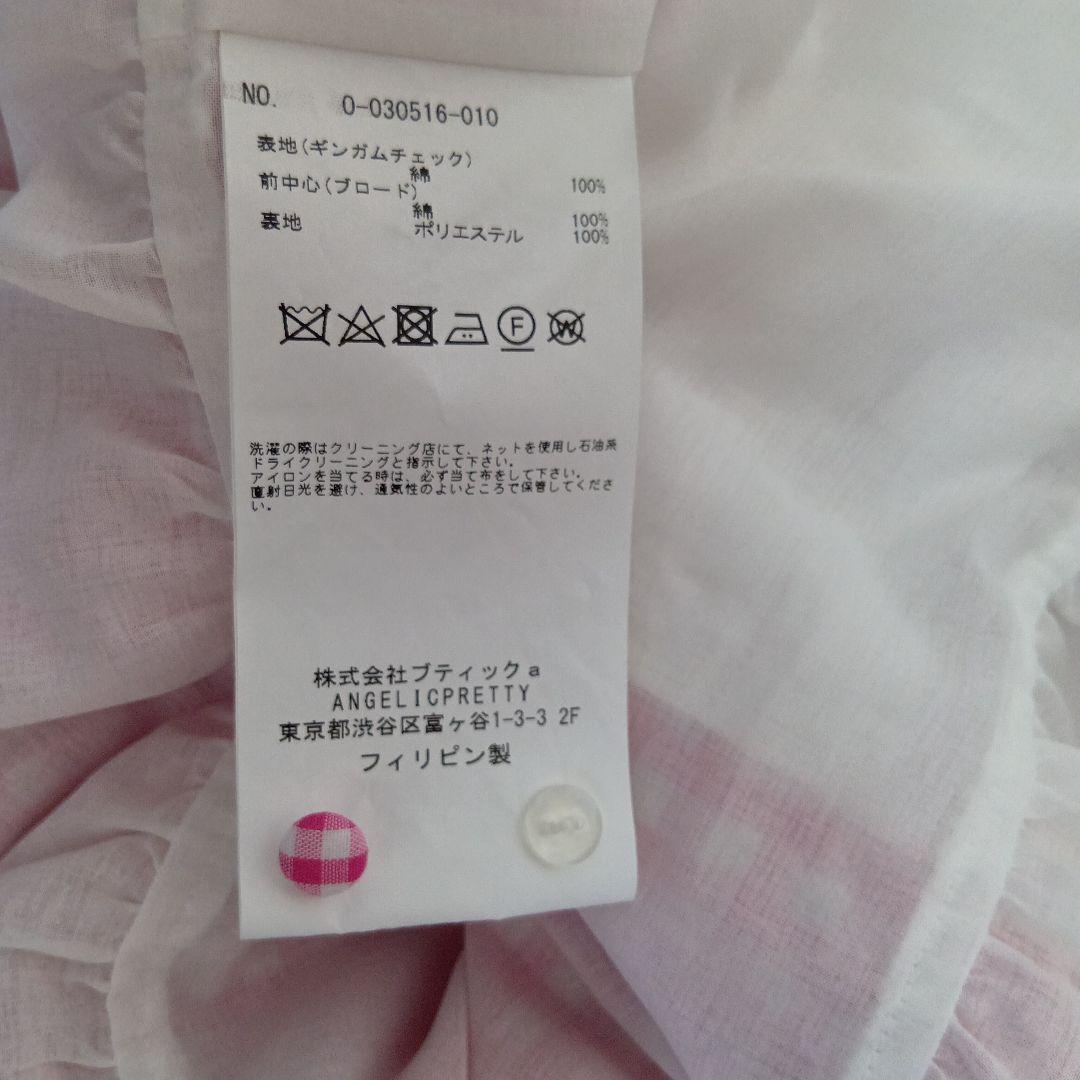 NO. 0-030516-010
表地(ギンガムチェック)
綿 100%
前中心(ブロード)
綿 100%
裏地 ポリエステル 100%
F
W
洗濯の際はクリーニング店にて、ネットを使用し石油系
ドライクリーニングと指示して下さい。
アイロンを当てる時は、必ず当て布をして下さい。
直射日光を避け、通気性のよいところで保管してくださ
い。
株式会社ブティックａ
ANGELICPRETTY
東京都渋谷区富ヶ谷1-3-3 2F
フィリピン製